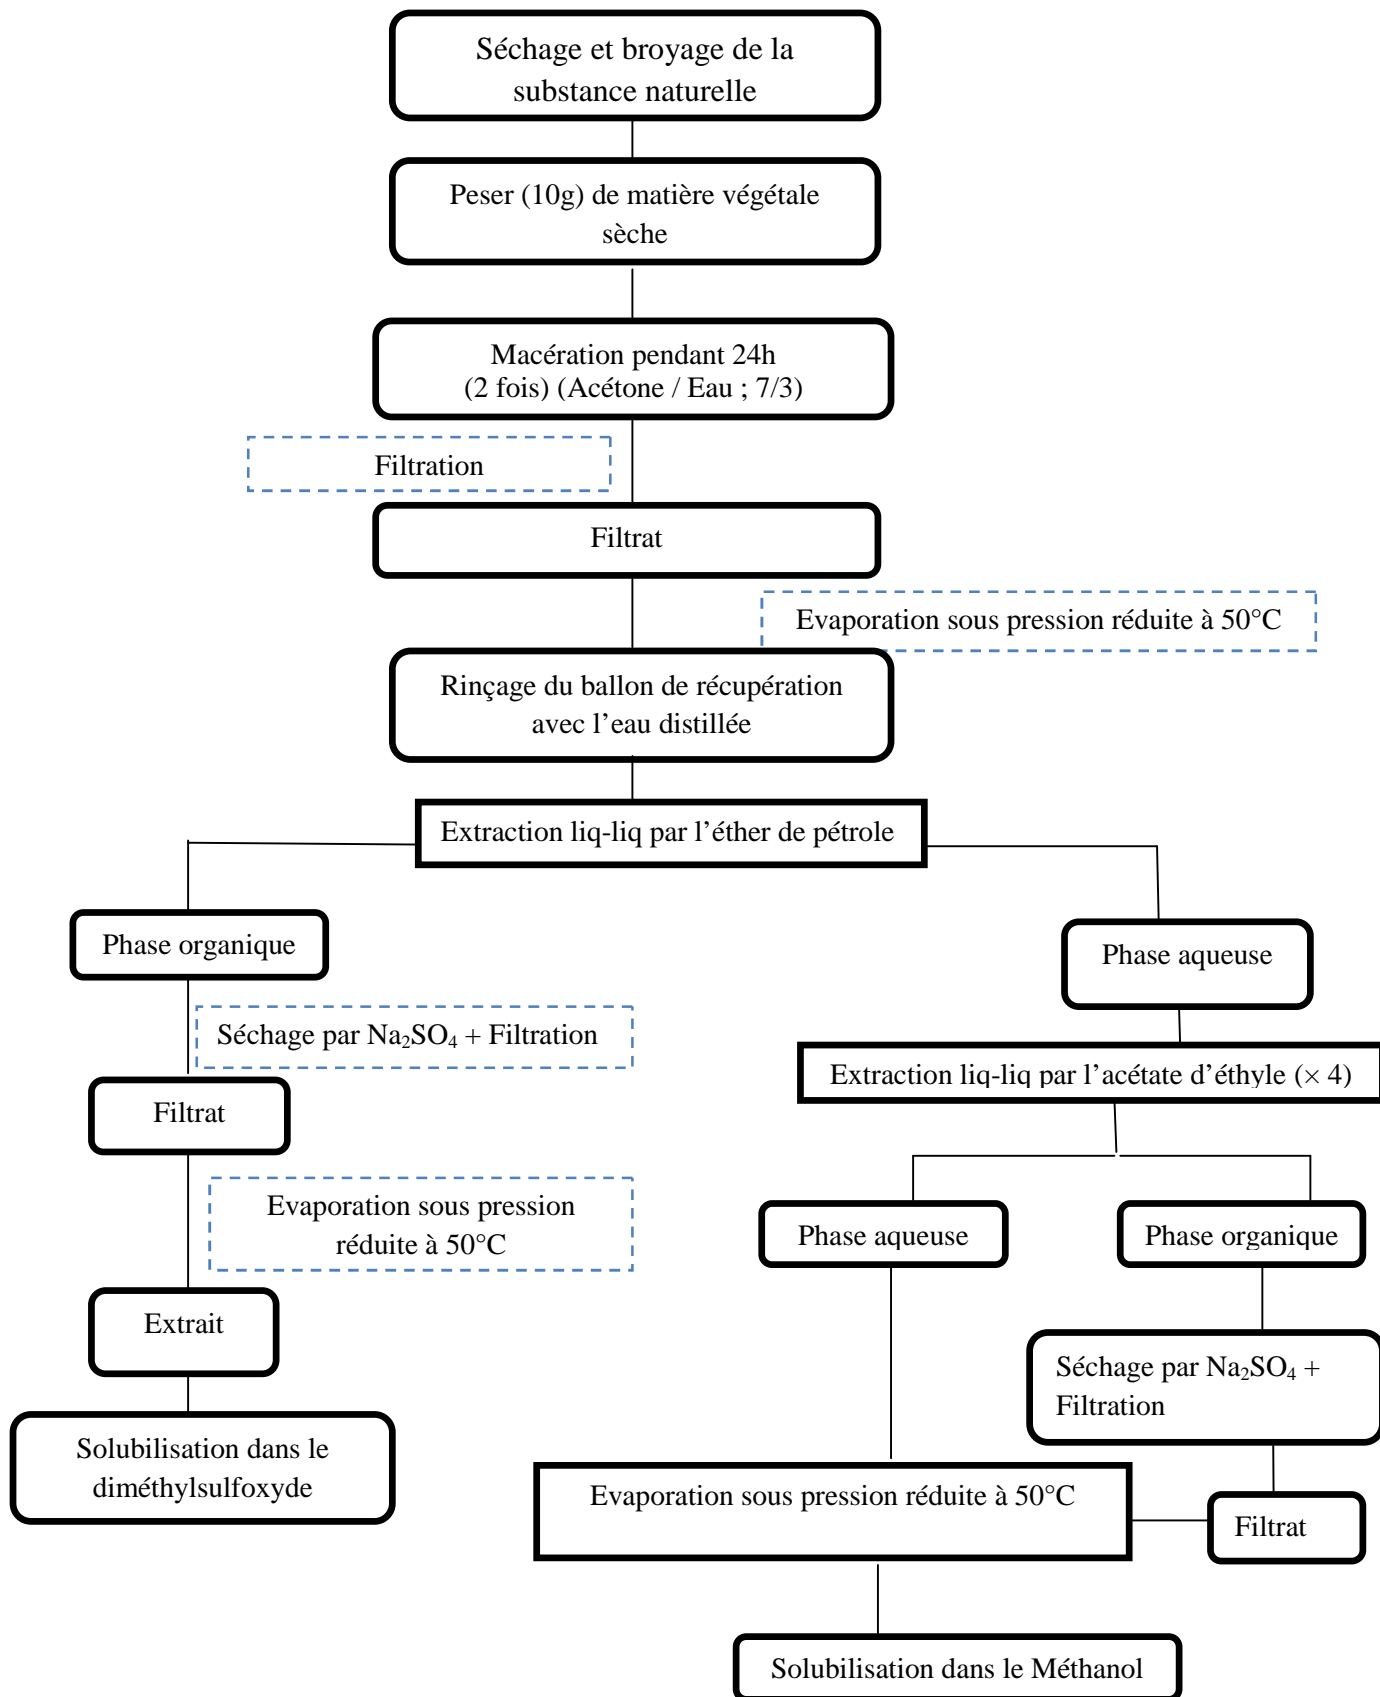 Séchage et broyage de la
substance naturelle
Peser (10g) de matière végétale
sèche
Macération pendant 24h
(2 fois) (Acétone / Eau ; 7/3)
Filtration
Filtrat
Evaporation sous pression réduite à 50°C
Rinçage du ballon de récupération
avec l’eau distillée
Extraction liq-liq par l’éther de pétrole
Phase organique
Séchage par Na₂SO₄ + Filtration
Filtrat
Evaporation sous pression
réduite à 50°C
Extrait
Solubilisation dans le
diméthylsulfoxyde
Phase aqueuse
Extraction liq-liq par l’acétate d’éthyle (× 4)
Phase aqueuse
Phase organique
Séchage par Na₂SO₄ +
Filtration
Filtrat
Evaporation sous pression réduite à 50°C
Solubilisation dans le Méthanol